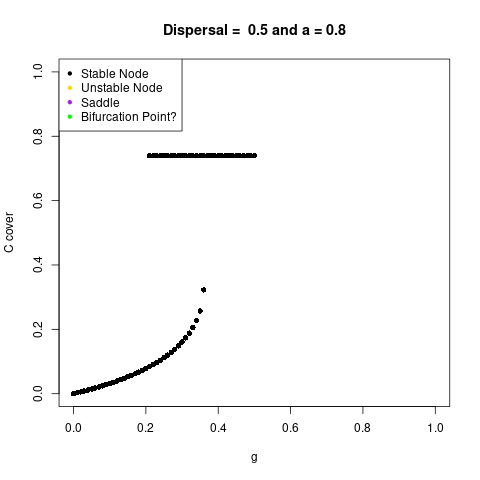 Dispersal =  0.5 and a = 0.8
Stable Node
Unstable Node
Saddle
Bifurcation Point?
C cover
1.0
0.8
0.6
0.4
0.2
0.0
0.0 0.2 0.4 0.6 0.8 1.0
g